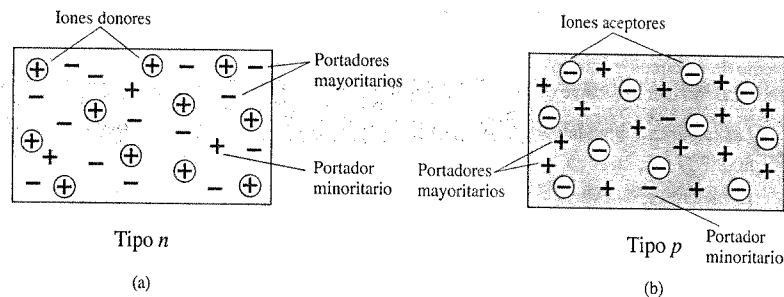 Iones donores
Portadores
mayoritarios
Portador
minoritario
Tipo n
(a)
Iones aceptores
Portadores
mayoritarios
Portador
minoritario
Tipo p
(b)